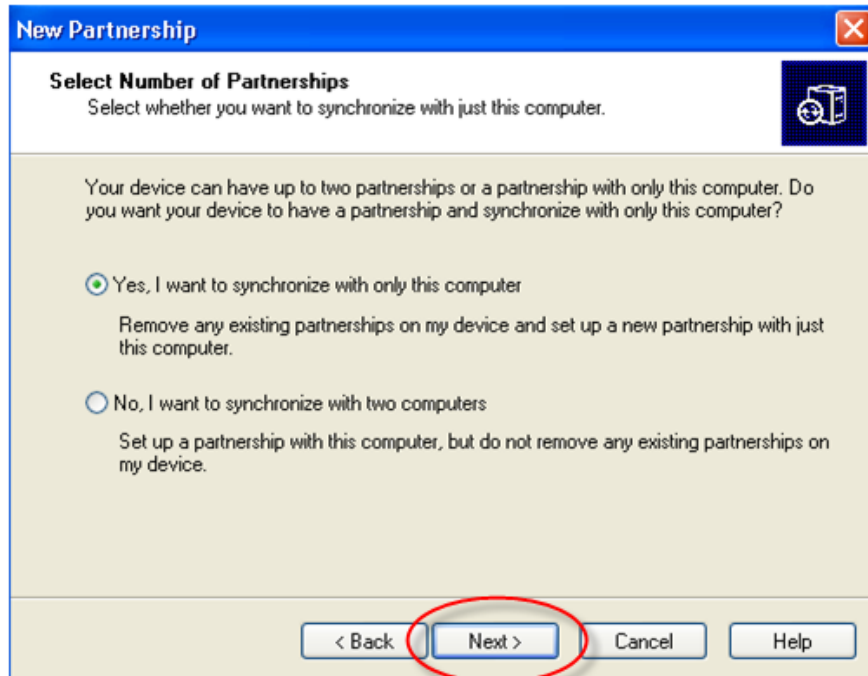 New Partnership
Select Number of Partnerships
Select whether you want to synchronize with just this computer.
Your device can have up to two partnerships or a partnership with only this computer. Do
you want your device to have a partnership and synchronize with only this computer?
Yes, I want to synchronize with only this computer
Remove any existing partnerships on my device and set up a new partnership with just
this computer.
No, I want to synchronize with two computers
Set up a partnership with this computer, but do not remove any existing partnerships on
my device.
< Back Next > Cancel Help